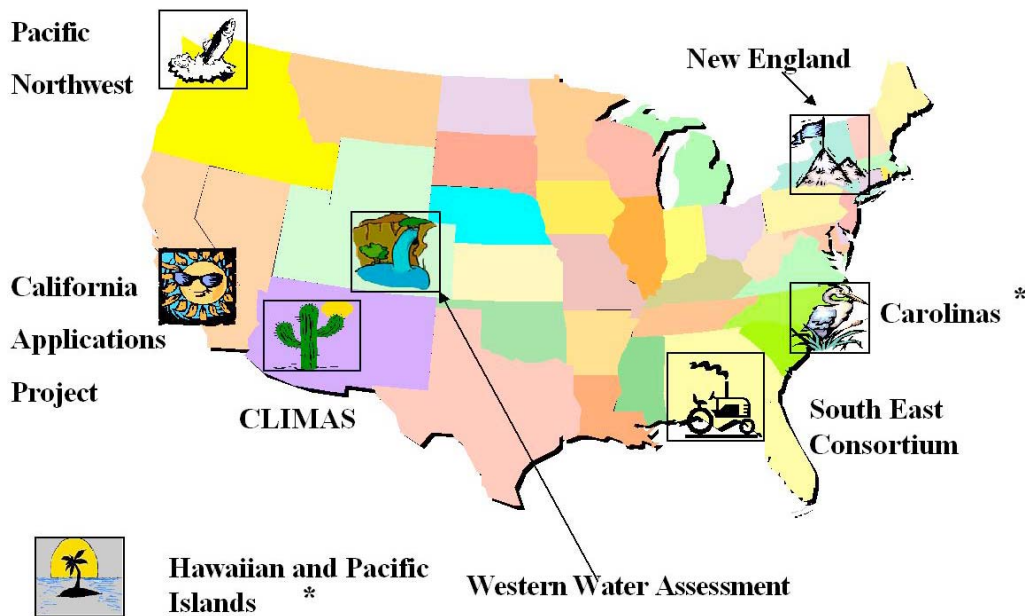 Pacific
Northwest
New England
California
Applications
Project
Carolinas *
CLIMAS
South East
Consortium
Hawaiian and Pacific
Islands *
Western Water Assessment